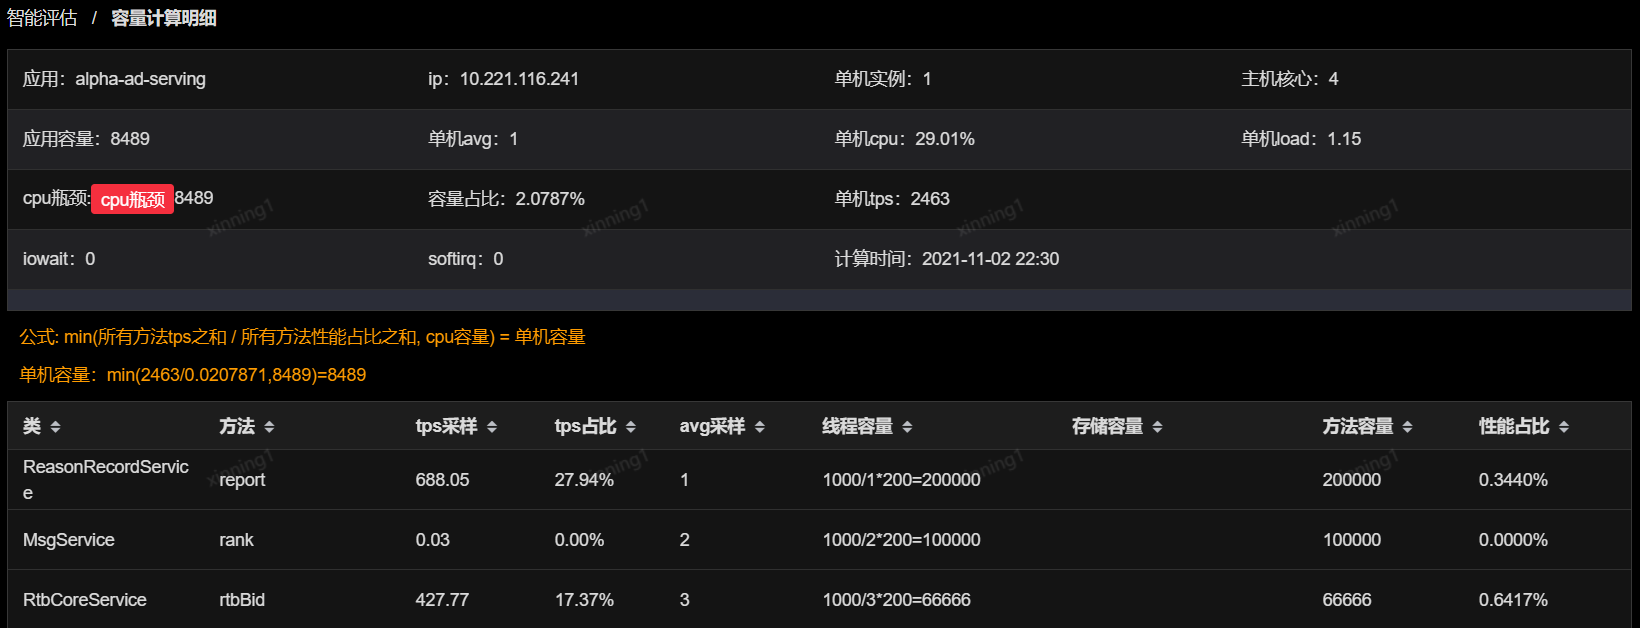 智能评估 / 容量计算明细
应用：alpha-ad-serving ip：10.221.116.241 单机实例：1 主机核心：4
应用容量：8489 单机avg：1 单机cpu：29.01% 单机load：1.15
cpu瓶颈:cpu瓶颈8489 容量占比：2.0787% 单机tps：2463
xinning1 xinning1 xinning1 xinning1
iowait：0 softirq：0 计算时间：2021-11-02 22:30
公式: min(所有方法tps之和 / 所有方法性能占比之和, cpu容量) = 单机容量
单机容量：min(2463/0.0207871,8489)=8489
类 方法 tps采样 tps占比 avg采样 线程容量 存储容量 方法容量 性能占比
xinning1 xinning1 xinning1 xinning1
ReasonRecordServic
e report 688.05 27.94% 1 1000/1*200=200000 200000 0.3440%
MsgService rank 0.03 0.00% 2 1000/2*200=100000 100000 0.0000%
RtbCoreService rtbBid 427.77 17.37% 3 1000/3*200=66666 66666 0.6417%